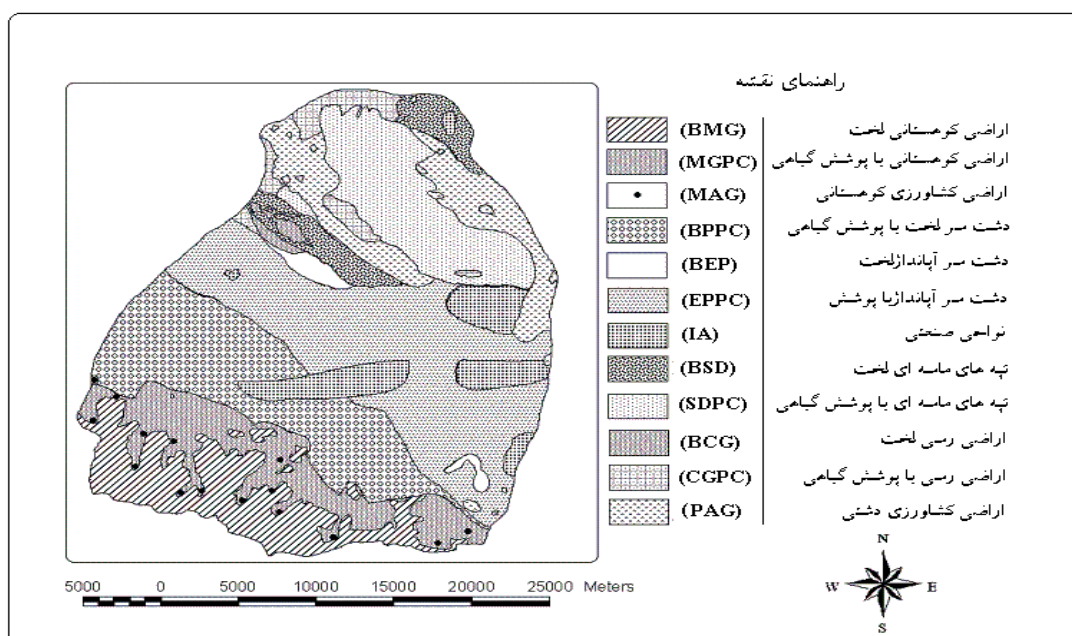 راهنمای نقشه
(BMG) اراضی کوهستانی لخت
(MGPC) اراضی کوهستانی با پوشش گیاهی
(MAG) اراضی کشاورزی کوهستانی
(BPPC) دشت سر لخت با پوشش گیاهی
(BEP) دشت سر آپانداژلخت
(EPPC) دشت سر آپانداژبا پوشش
(IA) نواحی صنعتی
(BSD) تپه های ماسه ای لخت
(SDPC) تپه های ماسه ای با پوشش گیاهی
(BCG) اراضی رسی لخت
(CGPC) اراضی رسی با پوشش گیاهی
(PAG) اراضی کشاورزی دشتی
5000 0 5000 10000 15000 20000 25000 Meters
N
W E
S